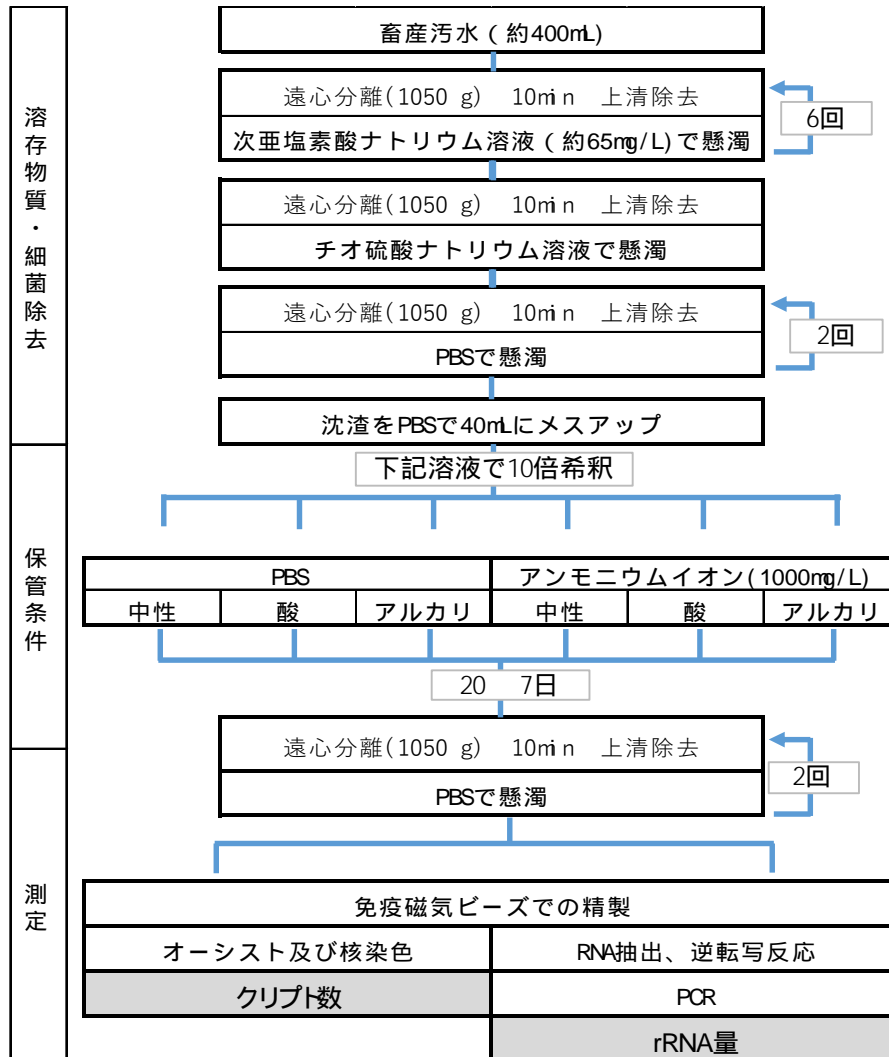 畜産汚水（約400mL)
遠心分離(1050 g)　10min　上清除去
次亜塩素酸ナトリウム溶液（約65mg/L)で懸濁
6回
遠心分離(1050 g)　10min　上清除去
チオ硫酸ナトリウム溶液で懸濁
遠心分離(1050 g)　10min　上清除去
PBSで懸濁
2回
沈渣をPBSで40mLにメスアップ
溶存物質・細菌除去
下記溶液で10倍希釈
PBS　アンモニウムイオン(1000mg/L)
中性　酸　アルカリ　中性　酸　アルカリ
保管条件
20　7日
遠心分離(1050 g)　10min　上清除去
PBSで懸濁
2回
測定
免疫磁気ビーズでの精製
オーシスト及び核染色　RNA抽出、逆転写反応
クリプト数　PCR
rRNA量